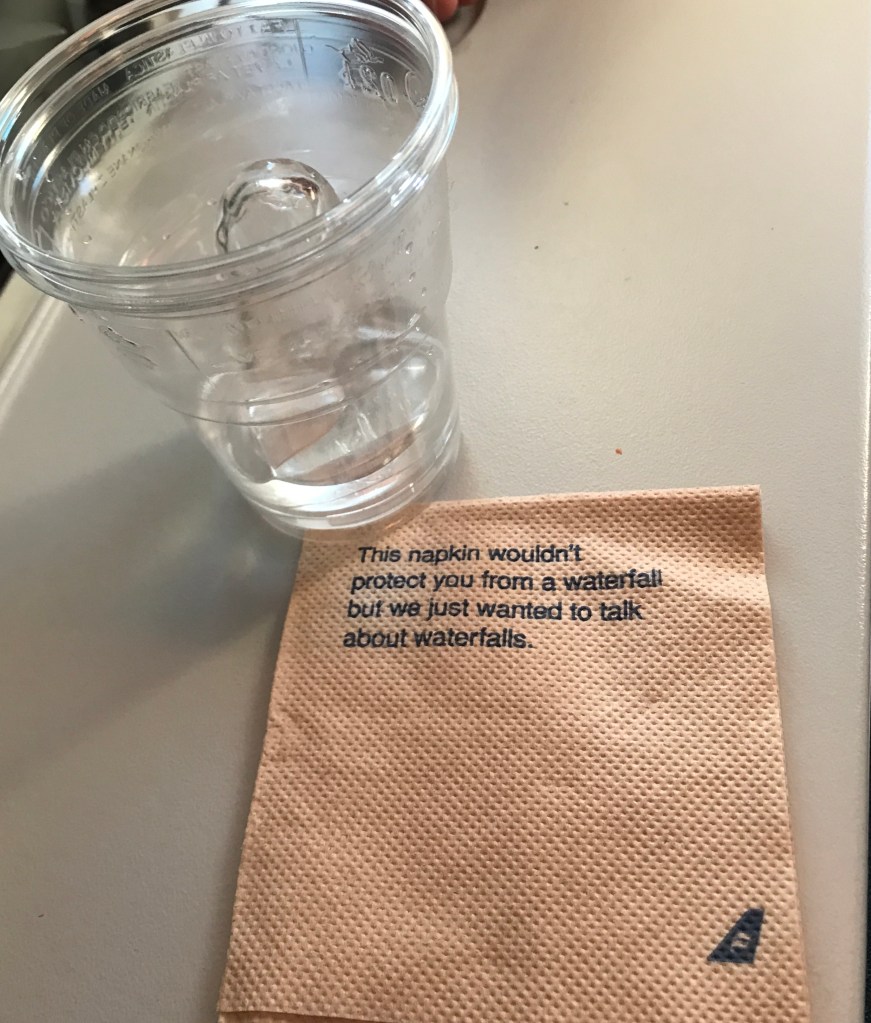 This napkin wouldn't
protect you from a waterfall
but we just wanted to talk
about waterfalls.